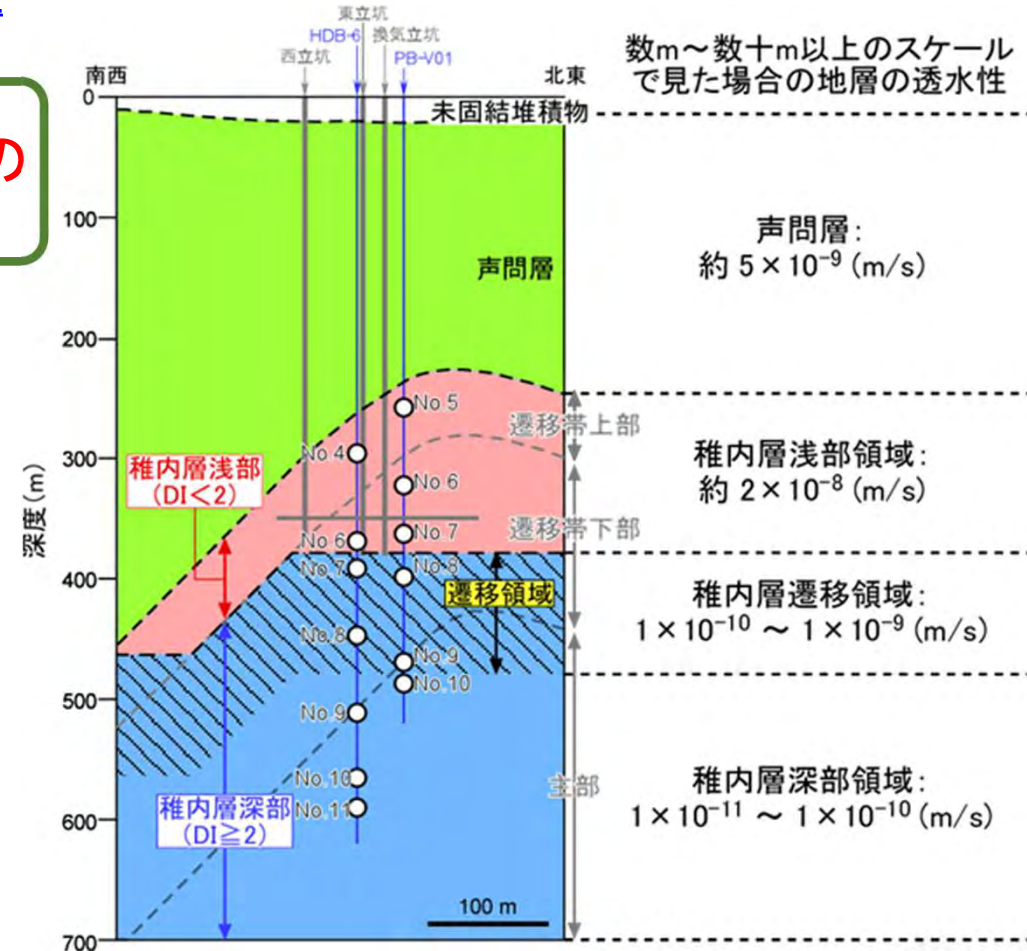 の
東立坑
HDB-6
換気立坑
西立坑
PB-V01
南西
北東
数m～数十m以上のスケール
で見た場合の地層の透水性
0
未固結堆積物
100
声問層
声問層：
約 5×10⁻⁹ (m/s)
200
No.5
遷移帯上部
300
No.4
稚内層浅部
(DI＜2)
No.6
稚内層浅部領域：
約 2×10⁻⁸ (m/s)
深度(m)
遷移帯下部
No.7
No.6
400
No.7
No.8
遷移領域
稚内層遷移領域：
1×10⁻¹⁰ ～ 1×10⁻⁹ (m/s)
No.8
No.9
No.10
500
No.9
No.10
主部
稚内層深部
(DI≧2)
No.11
稚内層深部領域：
1×10⁻¹¹ ～ 1×10⁻¹⁰ (m/s)
600
100 m
700